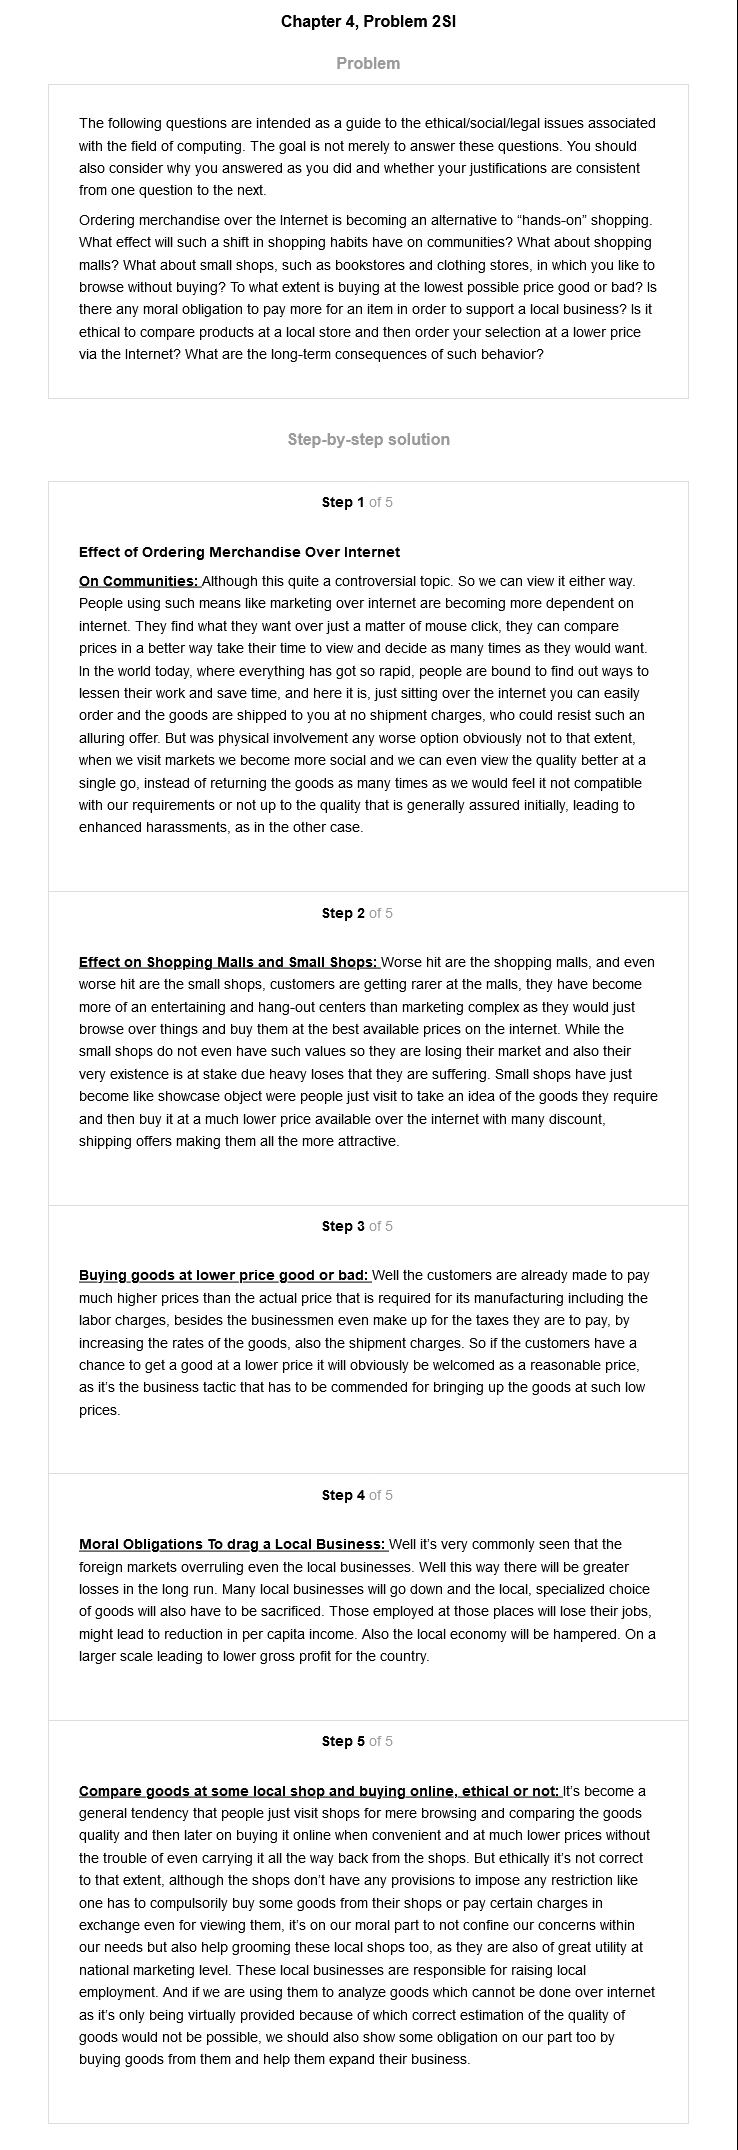 Chapter 4, Problem 2SI
Problem
The following questions are intended as a guide to the ethical/social/legal issues associated
with the field of computing. The goal is not merely to answer these questions. You should
also consider why you answered as you did and whether your justifications are consistent
from one question to the next.
Ordering merchandise over the Internet is becoming an alternative to “hands-on” shopping.
What effect will such a shift in shopping habits have on communities? What about shopping
malls? What about small shops, such as bookstores and clothing stores, in which you like to
browse without buying? To what extent is buying at the lowest possible price good or bad? Is
there any moral obligation to pay more for an item in order to support a local business? Is it
ethical to compare products at a local store and then order your selection at a lower price
via the Internet? What are the long-term consequences of such behavior?
Step-by-step solution
Step 1 of 5
Effect of Ordering Merchandise Over Internet
On Communities: Although this quite a controversial topic. So we can view it either way.
People using such means like marketing over internet are becoming more dependent on
internet. They find what they want over just a matter of mouse click, they can compare
prices in a better way take their time to view and decide as many times as they would want.
In the world today, where everything has got so rapid, people are bound to find out ways to
lessen their work and save time, and here it is, just sitting over the internet you can easily
order and the goods are shipped to you at no shipment charges, who could resist such an
alluring offer. But was physical involvement any worse option obviously not to that extent,
when we visit markets we become more social and we can even view the quality better at a
single go, instead of returning the goods as many times as we would feel it not compatible
with our requirements or not up to the quality that is generally assured initially, leading to
enhanced harassments, as in the other case.
Step 2 of 5
Effect on Shopping Malls and Small Shops: Worse hit are the shopping malls, and even
worse hit are the small shops, customers are getting rarer at the malls, they have become
more of an entertaining and hang-out centers than marketing complex as they would just
browse over things and buy them at the best available prices on the internet. While the
small shops do not even have such values so they are losing their market and also their
very existence is at stake due heavy loses that they are suffering. Small shops have just
become like showcase object were people just visit to take an idea of the goods they require
and then buy it at a much lower price available over the internet with many discount,
shipping offers making them all the more attractive.
Step 3 of 5
Buying goods at lower price good or bad: Well the customers are already made to pay
much higher prices than the actual price that is required for its manufacturing including the
labor charges, besides the businessmen even make up for the taxes they are to pay, by
increasing the rates of the goods, also the shipment charges. So if the customers have a
chance to get a good at a lower price it will obviously be welcomed as a reasonable price,
as it’s the business tactic that has to be commended for bringing up the goods at such low
prices.
Step 4 of 5
Moral Obligations To drag a Local Business: Well it’s very commonly seen that the
foreign markets overruling even the local businesses. Well this way there will be greater
losses in the long run. Many local businesses will go down and the local, specialized choice
of goods will also have to be sacrificed. Those employed at those places will lose their jobs,
might lead to reduction in per capita income. Also the local economy will be hampered. On a
larger scale leading to lower gross profit for the country.
Step 5 of 5
Compare goods at some local shop and buying online, ethical or not: It’s become a
general tendency that people just visit shops for mere browsing and comparing the goods
quality and then later on buying it online when convenient and at much lower prices without
the trouble of even carrying it all the way back from the shops. But ethically it’s not correct
to that extent, although the shops don’t have any provisions to impose any restriction like
one has to compulsorily buy some goods from their shops or pay certain charges in
exchange even for viewing them, it’s on our moral part to not confine our concerns within
our needs but also help grooming these local shops too, as they are also of great utility at
national marketing level. These local businesses are responsible for raising local
employment. And if we are using them to analyze goods which cannot be done over internet
as it’s only being virtually provided because of which correct estimation of the quality of
goods would not be possible, we should also show some obligation on our part too by
buying goods from them and help them expand their business.